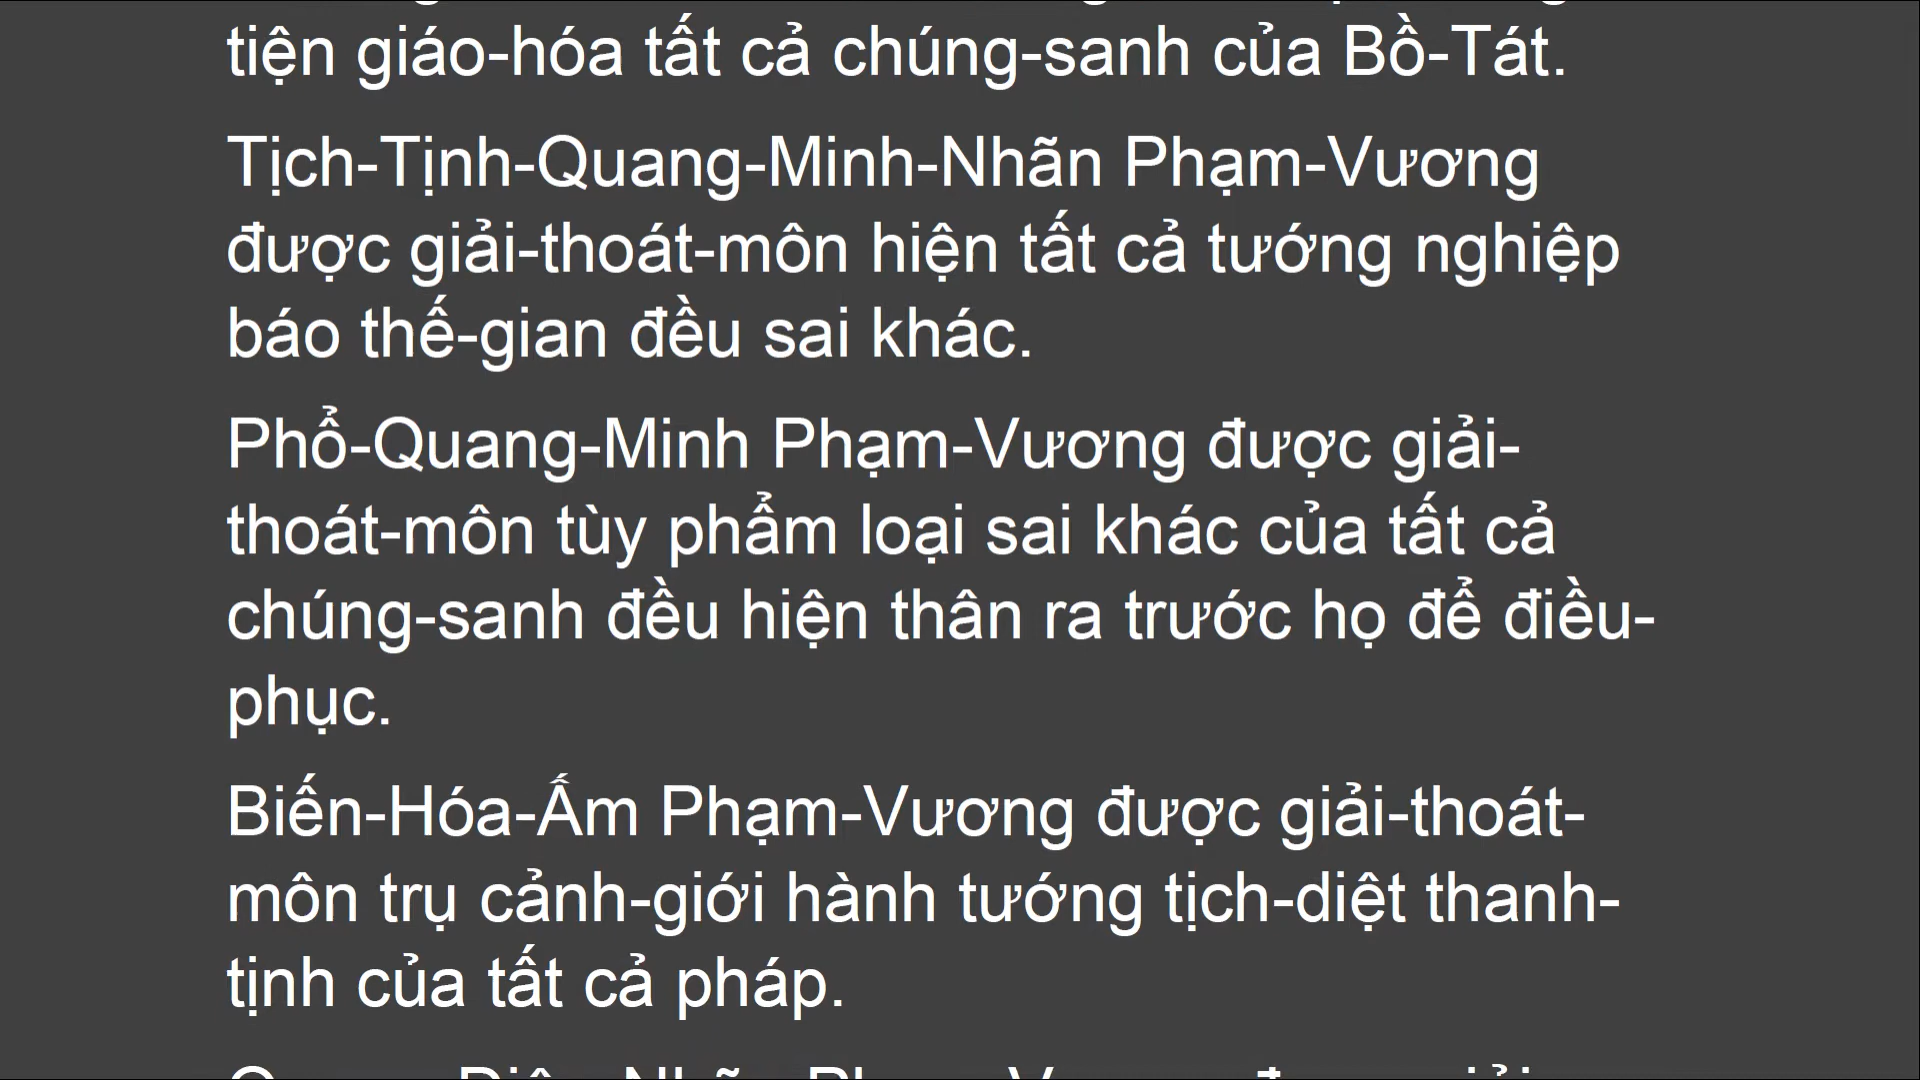 tiện giáo-hóa tất cả chúng-sanh của Bồ-Tát.
Tịch-Tịnh-Quang-Minh-Nhãn Phạm-Vương
được giải-thoát-môn hiện tất cả tướng nghiệp
báo thế-gian đều sai khác.
Phổ-Quang-Minh Phạm-Vương được giải-
thoát-môn tùy phẩm loại sai khác của tất cả
chúng-sanh đều hiện thân ra trước họ để điều-
phục.
Biến-Hóa-Ấm Phạm-Vương được giải-thoát-
môn trụ cảnh-giới hành tướng tịch-diệt thanh-
tịnh của tất cả pháp.